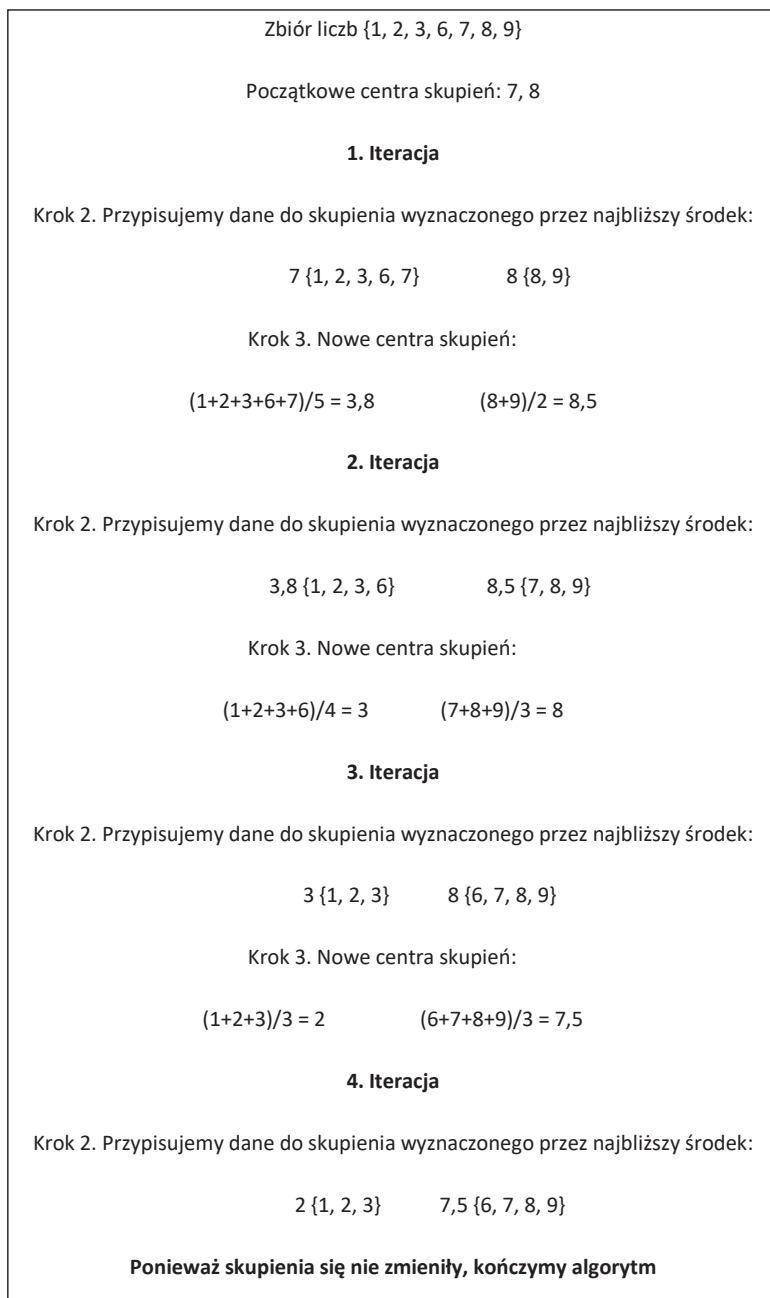 Zbiór liczb {1, 2, 3, 6, 7, 8, 9}
Początkowe centra skupień: 7, 8
1. Iteracja
Krok 2. Przypisujemy dane do skupienia wyznaczonego przez najbliższy środek:
7 {1, 2, 3, 6, 7} 8 {8, 9}
Krok 3. Nowe centra skupień:
(1+2+3+6+7)/5 = 3,8 (8+9)/2 = 8,5
2. Iteracja
Krok 2. Przypisujemy dane do skupienia wyznaczonego przez najbliższy środek:
3,8 {1, 2, 3, 6} 8,5 {7, 8, 9}
Krok 3. Nowe centra skupień:
(1+2+3+6)/4 = 3 (7+8+9)/3 = 8
3. Iteracja
Krok 2. Przypisujemy dane do skupienia wyznaczonego przez najbliższy środek:
3 {1, 2, 3} 8 {6, 7, 8, 9}
Krok 3. Nowe centra skupień:
(1+2+3)/3 = 2 (6+7+8+9)/3 = 7,5
4. Iteracja
Krok 2. Przypisujemy dane do skupienia wyznaczonego przez najbliższy środek:
2 {1, 2, 3} 7,5 {6, 7, 8, 9}
Ponieważ skupienia się nie zmieniły, kończymy algorytm